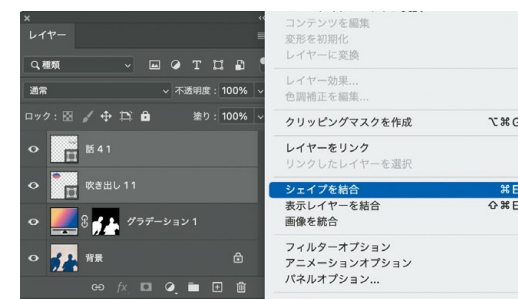 レイヤー
種類
通常
不透明度：100%
ロック：
塗り：100%
話 4 1
吹き出し 1 1
グラデーション 1
背景
fx
コンテンツを編集
変形を初期化
レイヤーに変換
レイヤー効果...
色調補正を編集...
クリッピングマスクを作成 ⌥⌘G
レイヤーをリンク
リンクしたレイヤーを選択
シェイプを結合 ⌘E
表示レイヤーを結合 ⇧⌘E
画像を統合
フィルターオプション
アニメーションオプション
パネルオプション...